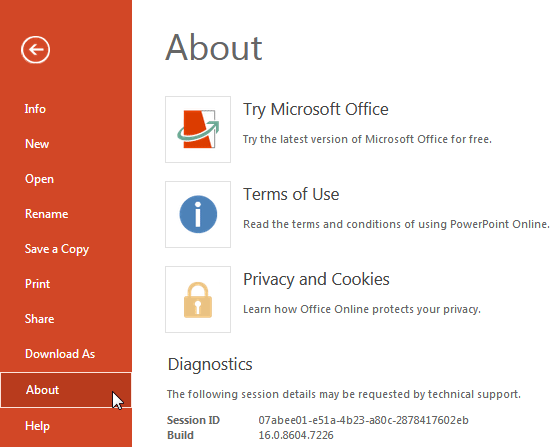 About
Info
New
Open
Rename
Save a Copy
Print
Share
Download As
About
Help
Try Microsoft Office
Try the latest version of Microsoft Office for free.
Terms of Use
Read the terms and conditions of using PowerPoint Online.
Privacy and Cookies
Learn how Office Online protects your privacy.
Diagnostics
The following session details may be requested by technical support.
Session ID 07abee01-e51a-4b23-a80c-2878417602eb
Build 16.0.8604.7226